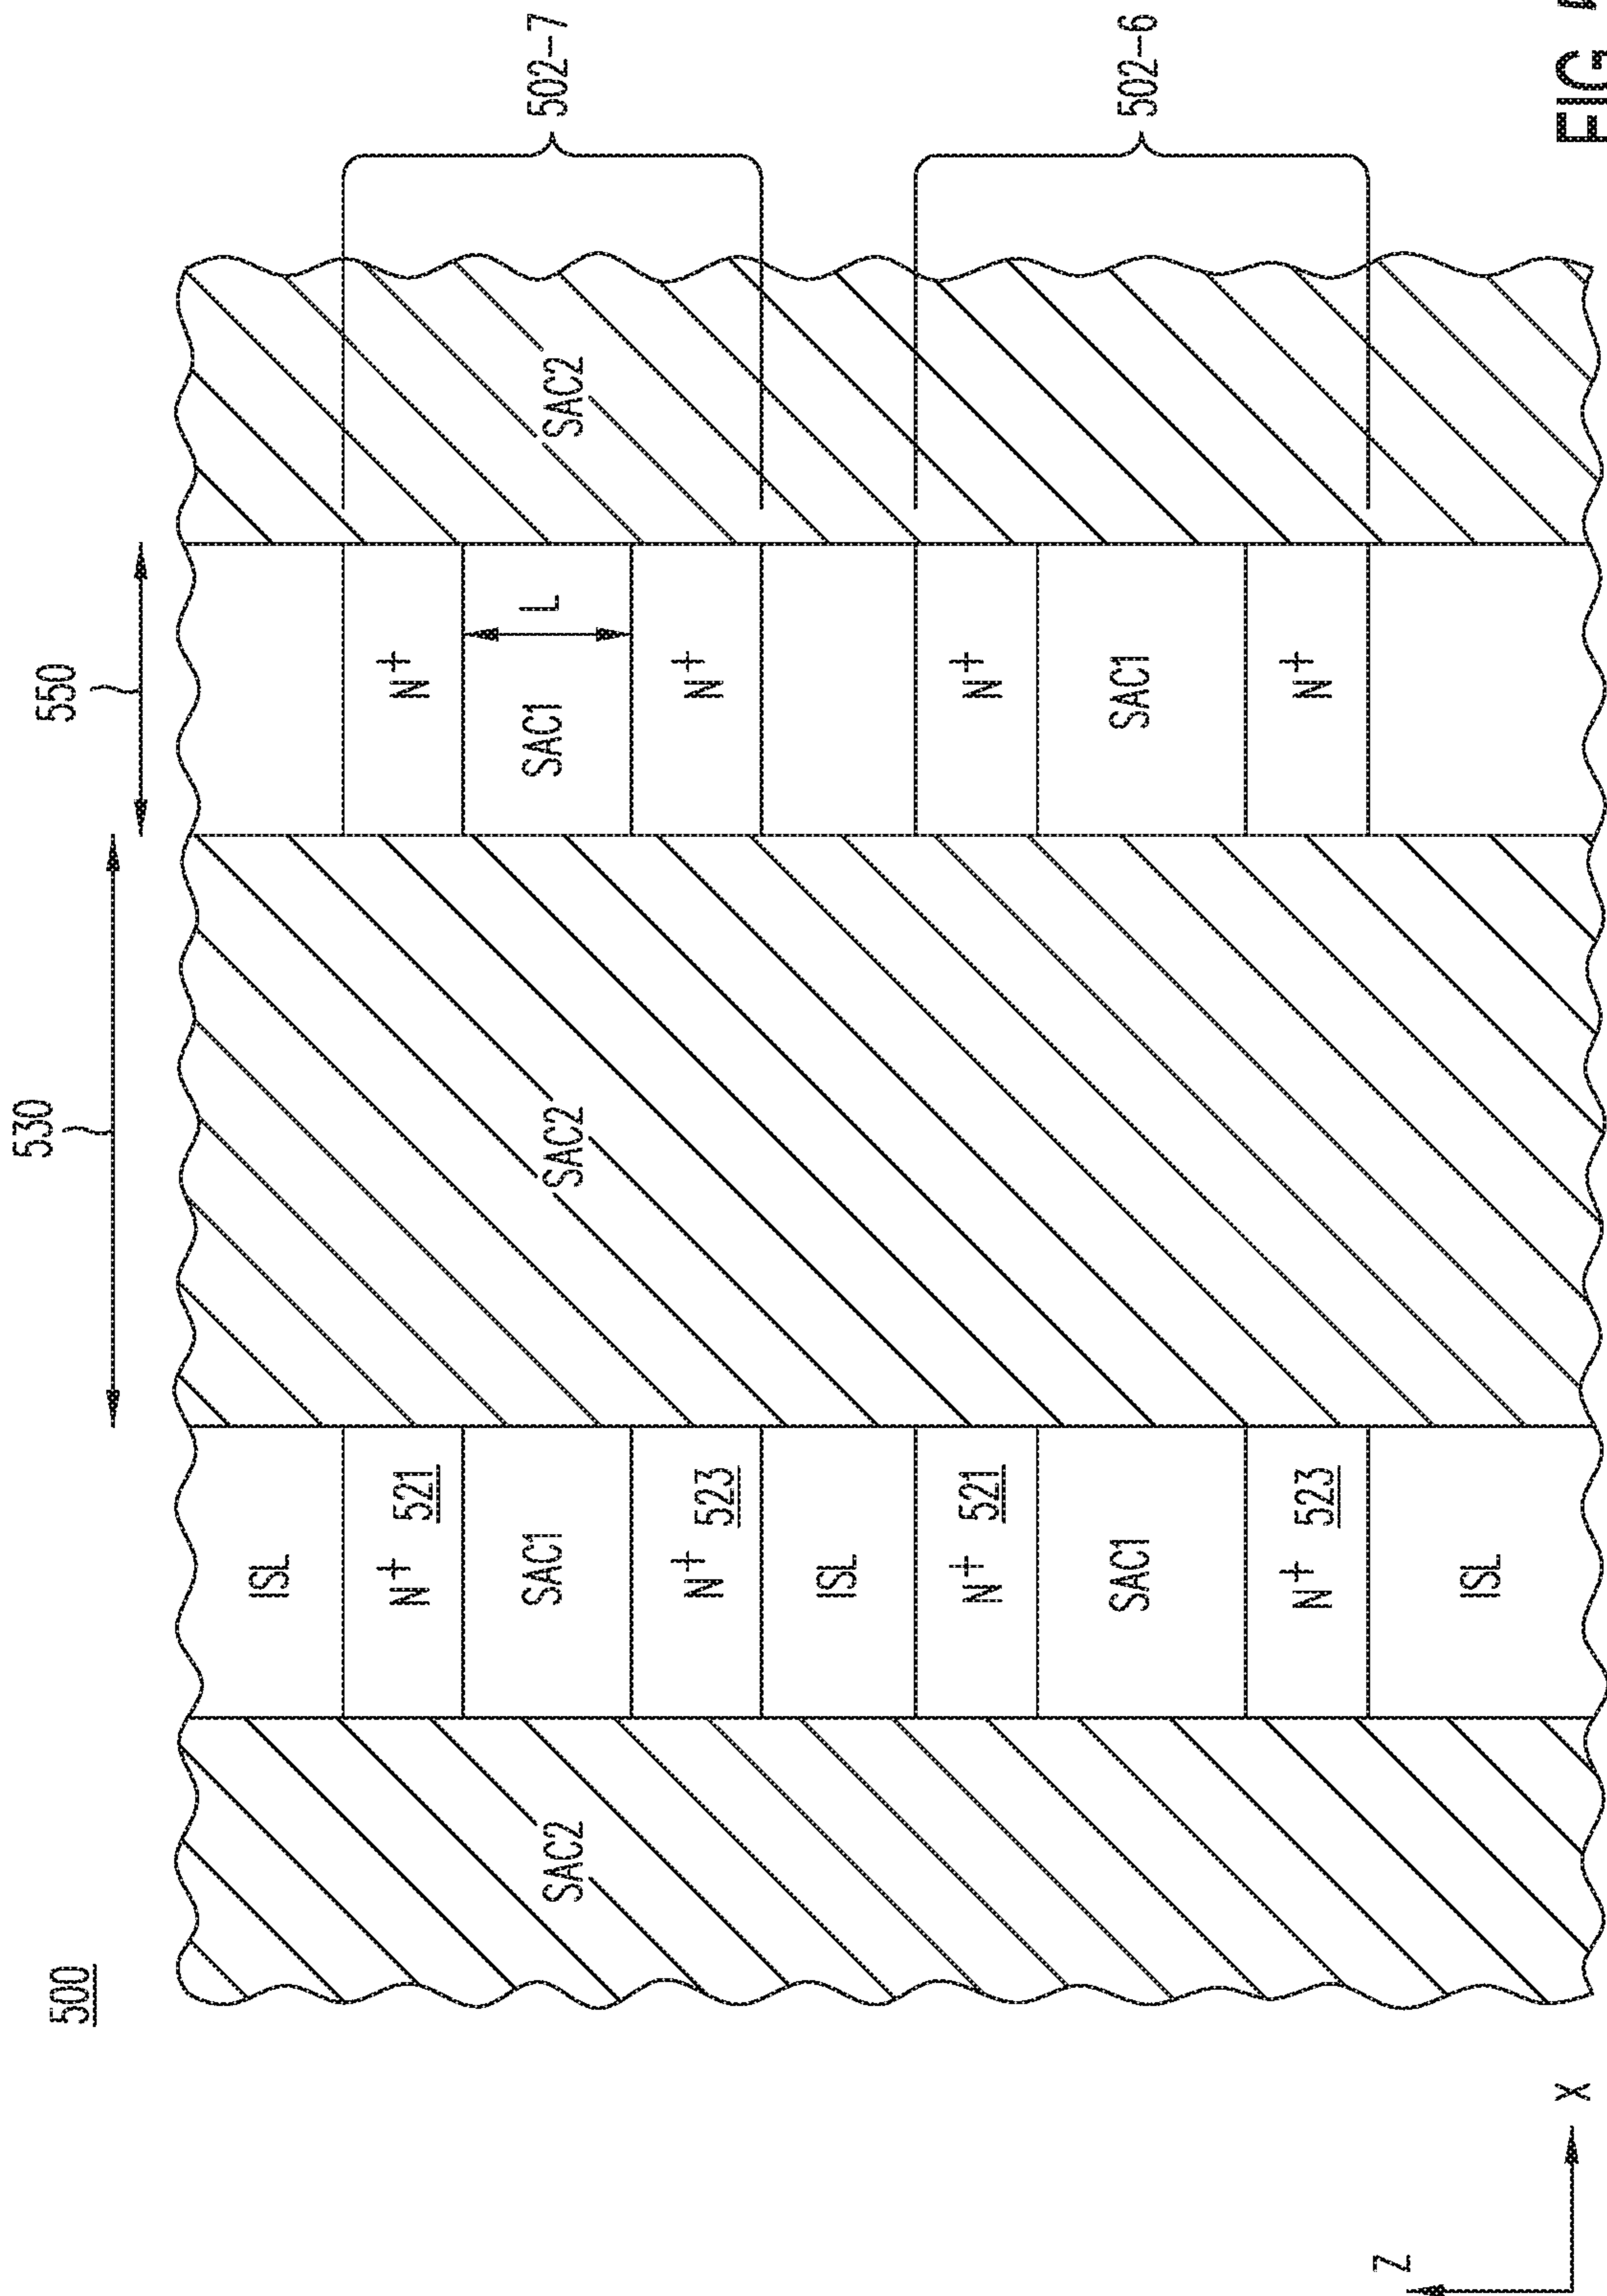 500
530
550
ISL
N+ 521
N+
SAC1
SAC1
L
SAC2
SAC2
SAC2
502-7
N+ 523
N+
ISL
N+ 521
N+
SAC1
SAC1
502-6
N+ 523
N+
ISL
Z
X
FIG